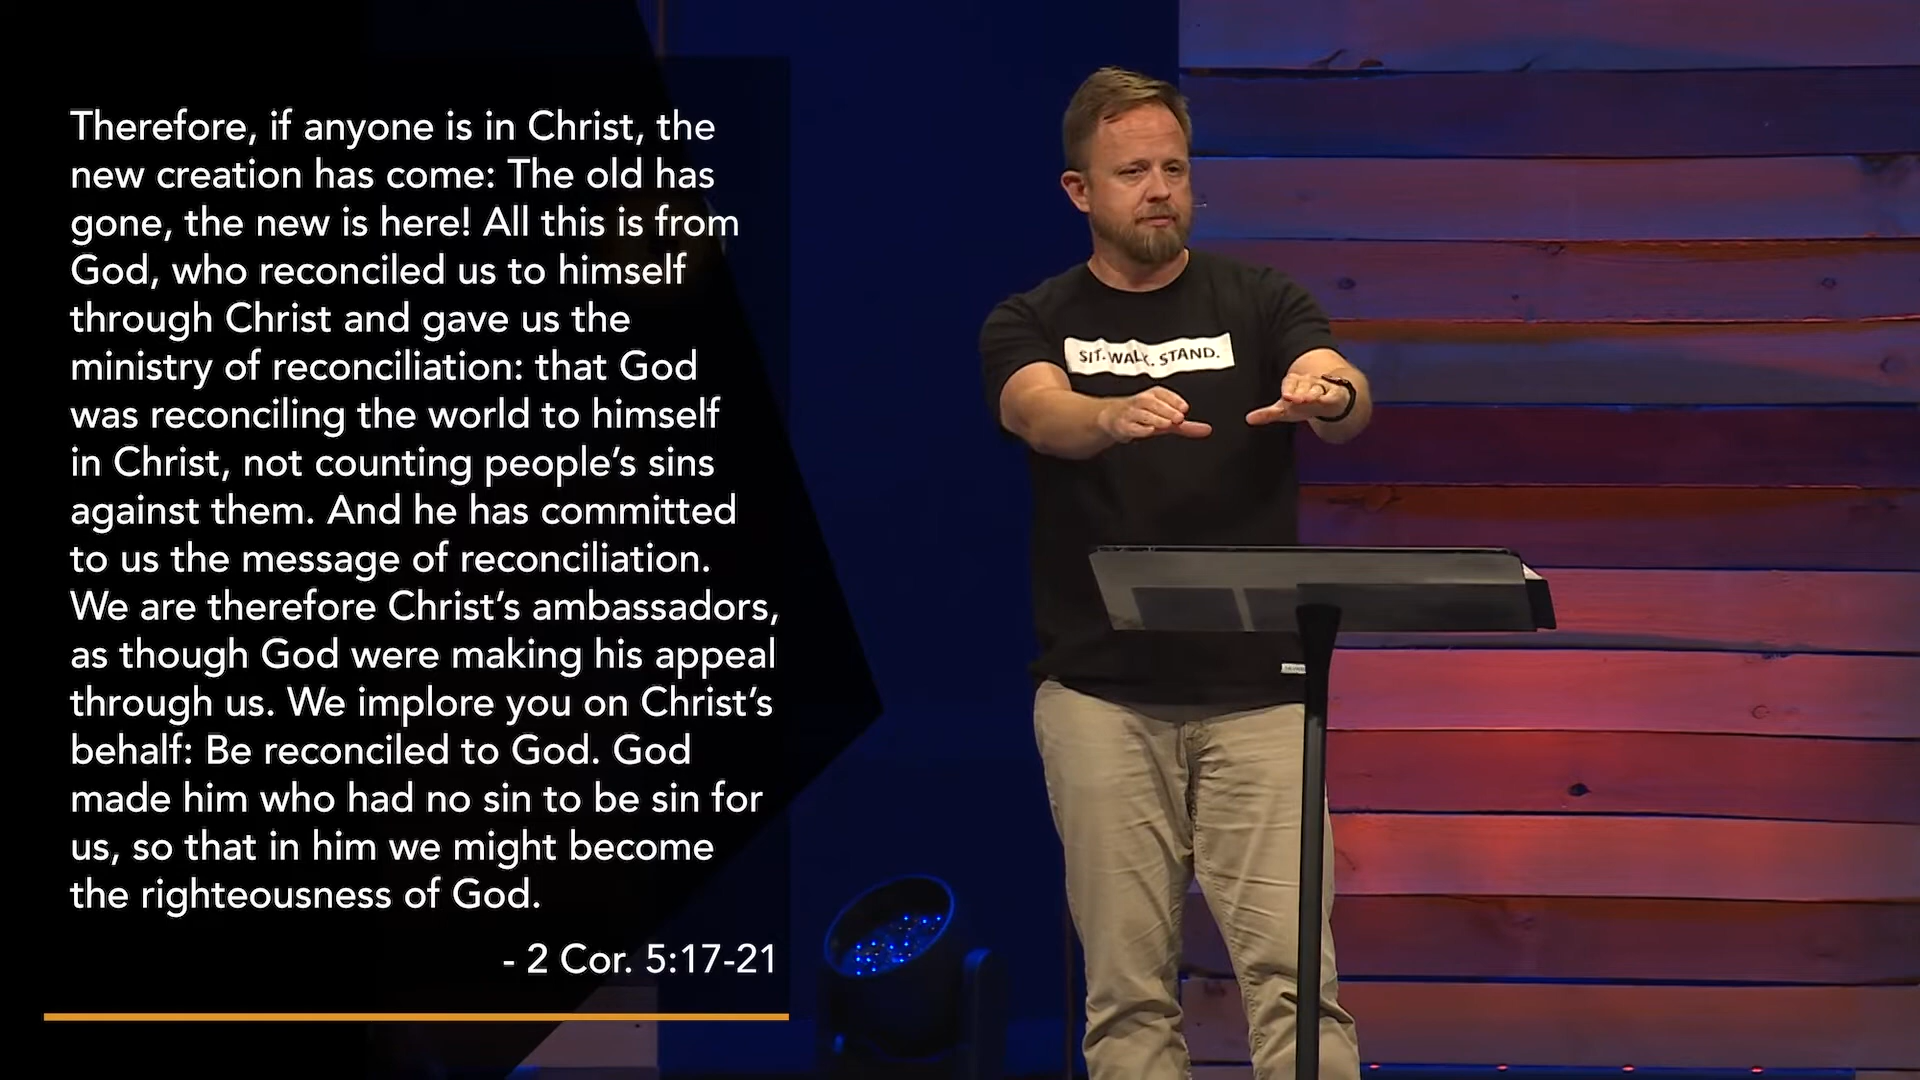 Therefore, if anyone is in Christ, the
new creation has come: The old has
gone, the new is here! All this is from
God, who reconciled us to himself
through Christ and gave us the
ministry of reconciliation: that God
was reconciling the world to himself
in Christ, not counting people’s sins
against them. And he has committed
to us the message of reconciliation.
We are therefore Christ’s ambassadors,
as though God were making his appeal
through us. We implore you on Christ’s
behalf: Be reconciled to God. God
made him who had no sin to be sin for
us, so that in him we might become
the righteousness of God.
- 2 Cor. 5:17-21
SIT. WALK. STAND.